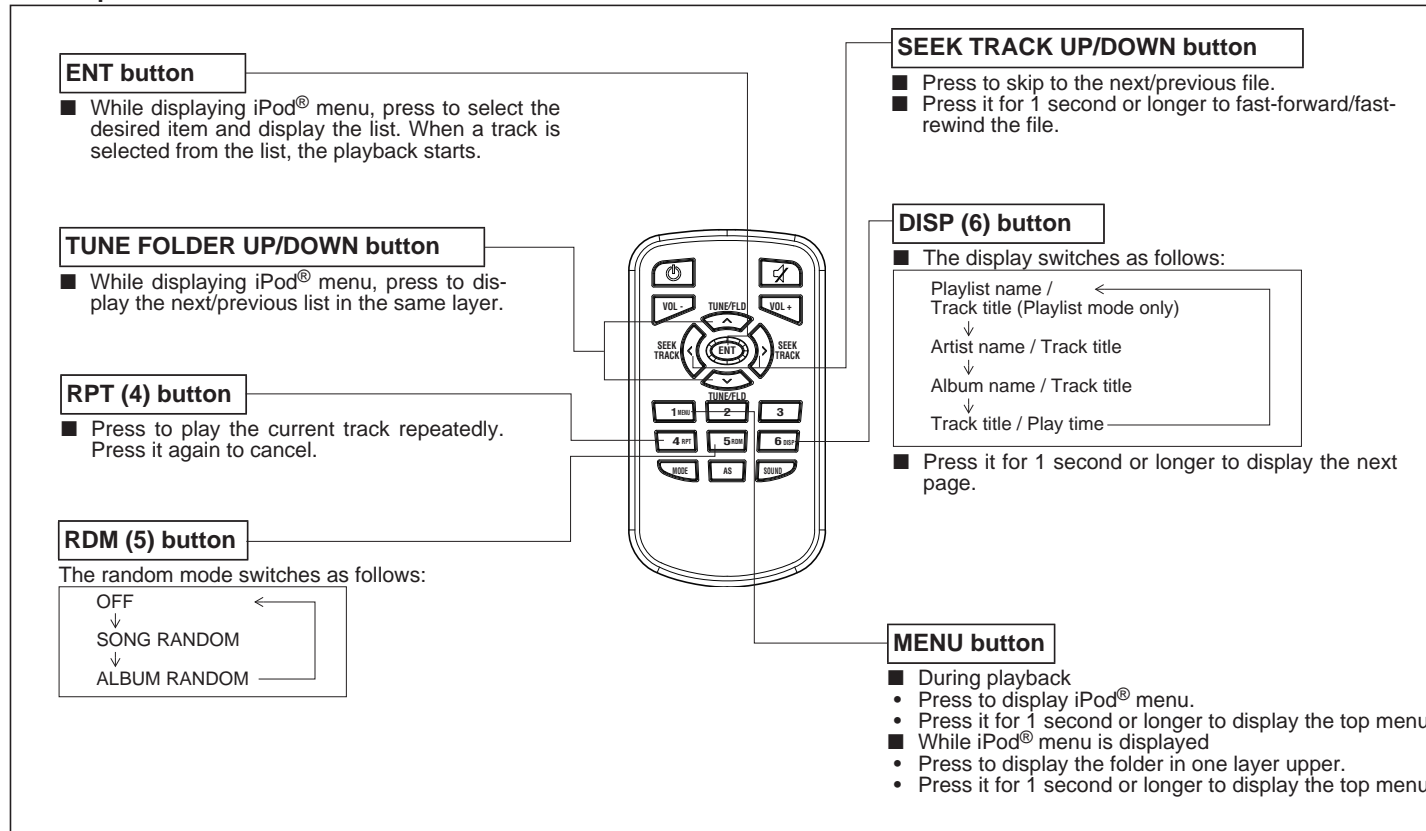 ENT button
■ While displaying iPod® menu, press to select the
desired item and display the list. When a track is
selected from the list, the playback starts.
TUNE FOLDER UP/DOWN button
■ While displaying iPod® menu, press to dis-
play the next/previous list in the same layer.
RPT (4) button
■ Press to play the current track repeatedly.
Press it again to cancel.
RDM (5) button
The random mode switches as follows:
OFF
SONG RANDOM
ALBUM RANDOM
VOL -
TUNE/FLD
VOL +
SEEK
TRACK
ENT
SEEK
TRACK
TUNE/FLD
1 MENU
2
3
4 RPT
5 RDM
6 DISP
MODE
AS
SOUND
SEEK TRACK UP/DOWN button
■ Press to skip to the next/previous file.
■ Press it for 1 second or longer to fast-forward/fast-
rewind the file.
DISP (6) button
■ The display switches as follows:
Playlist name /
Track title (Playlist mode only)
Artist name / Track title
Album name / Track title
Track title / Play time
■ Press it for 1 second or longer to display the next
page.
MENU button
■ During playback
• Press to display iPod® menu.
• Press it for 1 second or longer to display the top menu
■ While iPod® menu is displayed
• Press to display the folder in one layer upper.
• Press it for 1 second or longer to display the top menu